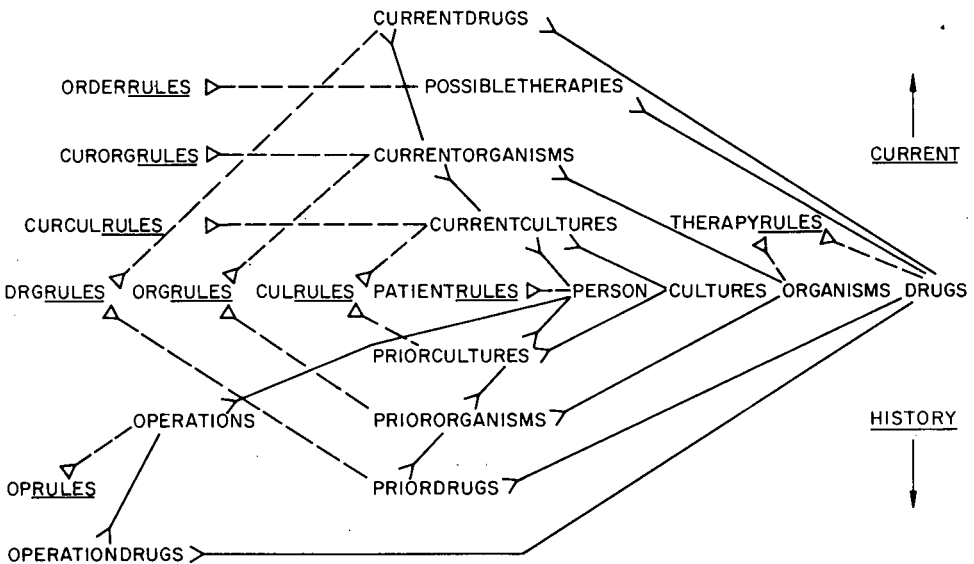 CURRENTDRUGS
ORDERRULES POSSIBLETHERAPIES
CURORGRULES CURRENTORGANISMS CURRENT
CURCULRULES CURRENTCULTURES THERAPYRULES
DRGRULES ORGRULES CULRULES PATIENTRULES PERSON CULTURES ORGANISMS DRUGS
PRIORCULTURES
OPERATIONS PRIORORGANISMS HISTORY
OPRULES PRIORDRUGS
OPERATIONDRUGS